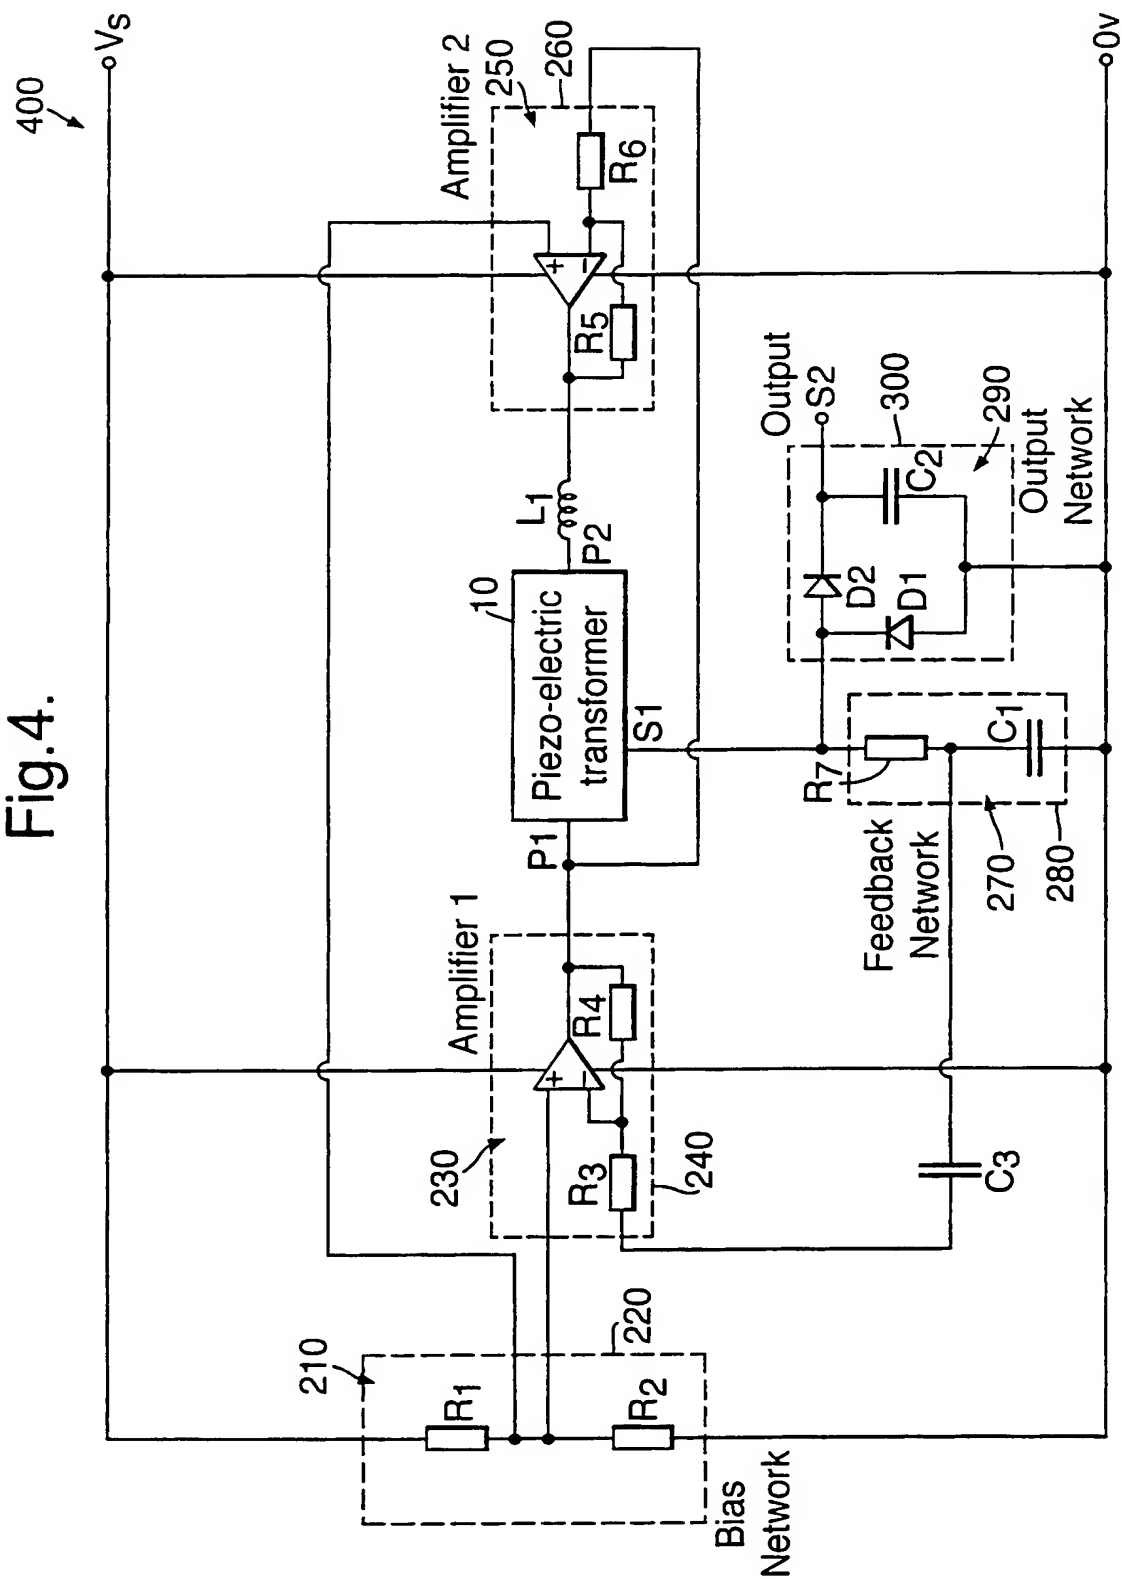 Fig.4.
400
Vs
Amplifier 2
250
260
R6
R5
L1
P2
10
Piezo-electric
transformer
P1
S1
Amplifier 1
230
R4
R3
240
210
R1
220
R2
Bias
Network
Output
S2
300
C2
290
D2
D1
Output
Network
R7
C1
Feedback
Network
270
280
C3
0v
+
−
+
−